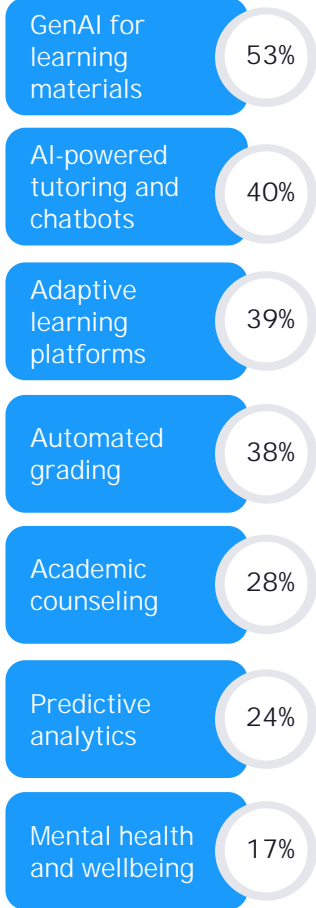 GenAI for
learning
materials
53%
AI-powered
tutoring and
chatbots
40%
Adaptive
learning
platforms
39%
Automated
grading
38%
Academic
counseling
28%
Predictive
analytics
24%
Mental health
and wellbeing
17%